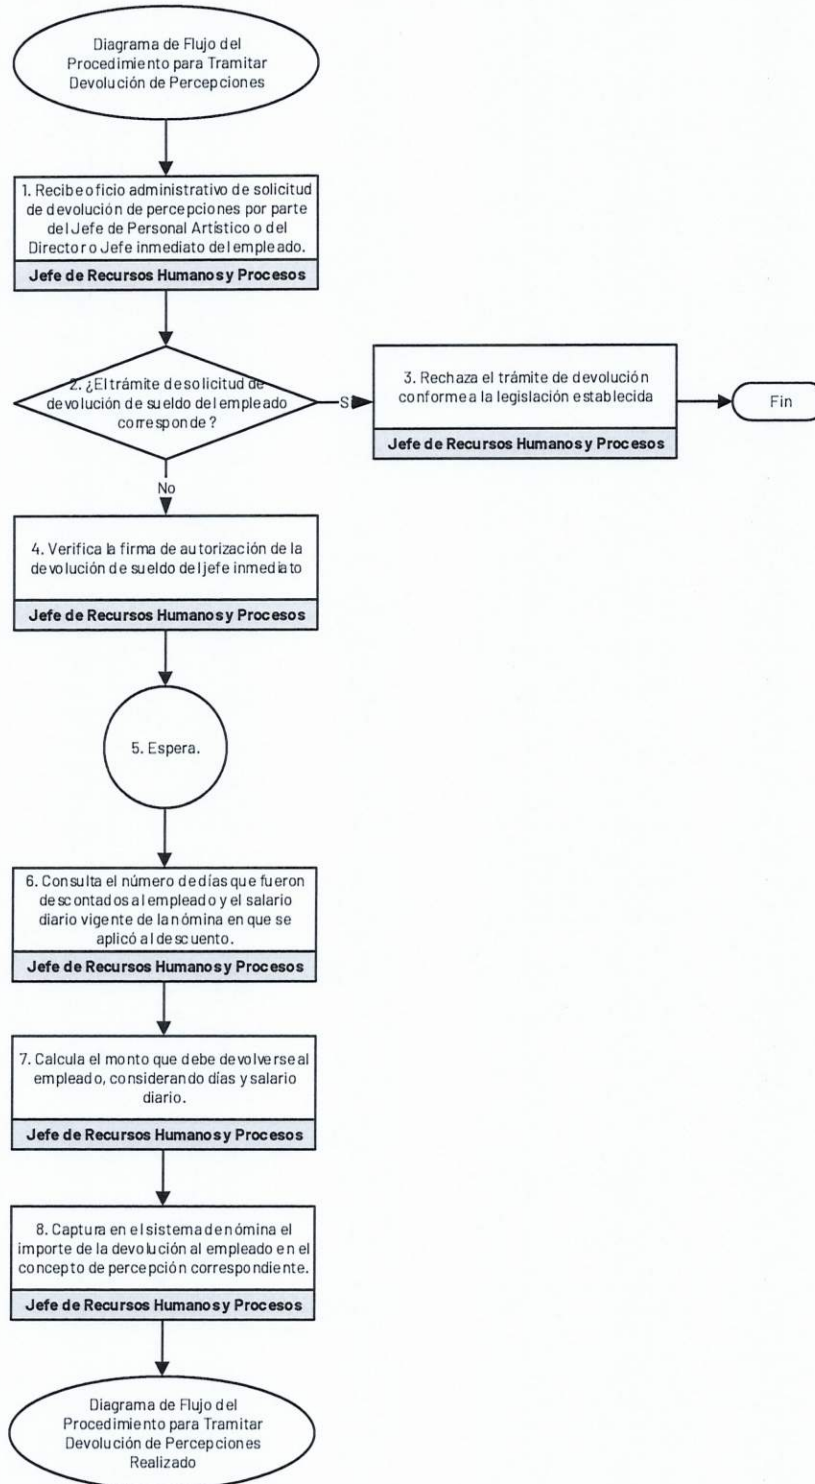 Diagrama de Flujo del
Procedimiento para Tramitar
Devolución de Percepciones
1. Recibe oficio administrativo de solicitud
de devolución de percepciones por parte
del Jefe de Personal Artístico o del
Director o Jefe inmediato del empleado.
Jefe de Recursos Humanos y Procesos
2. ¿El trámite de solicitud de
devolución de sueldo del empleado
corresponde?
Sí
3. Rechaza el trámite de devolución
conforme a la legislación establecida
Jefe de Recursos Humanos y Procesos
Fin
No
4. Verifica la firma de autorización de la
devolución de sueldo del jefe inmediato
Jefe de Recursos Humanos y Procesos
5. Espera.
6. Consulta el número de días que fueron
descontados al empleado y el salario
diario vigente de la nómina en que se
aplicó al descuento.
Jefe de Recursos Humanos y Procesos
7. Calcula el monto que debe devolverse al
empleado, considerando días y salario
diario.
Jefe de Recursos Humanos y Procesos
8. Captura en el sistema de nómina el
importe de la devolución al empleado en el
concepto de percepción correspondiente.
Jefe de Recursos Humanos y Procesos
Diagrama de Flujo del
Procedimiento para Tramitar
Devolución de Percepciones
Realizado